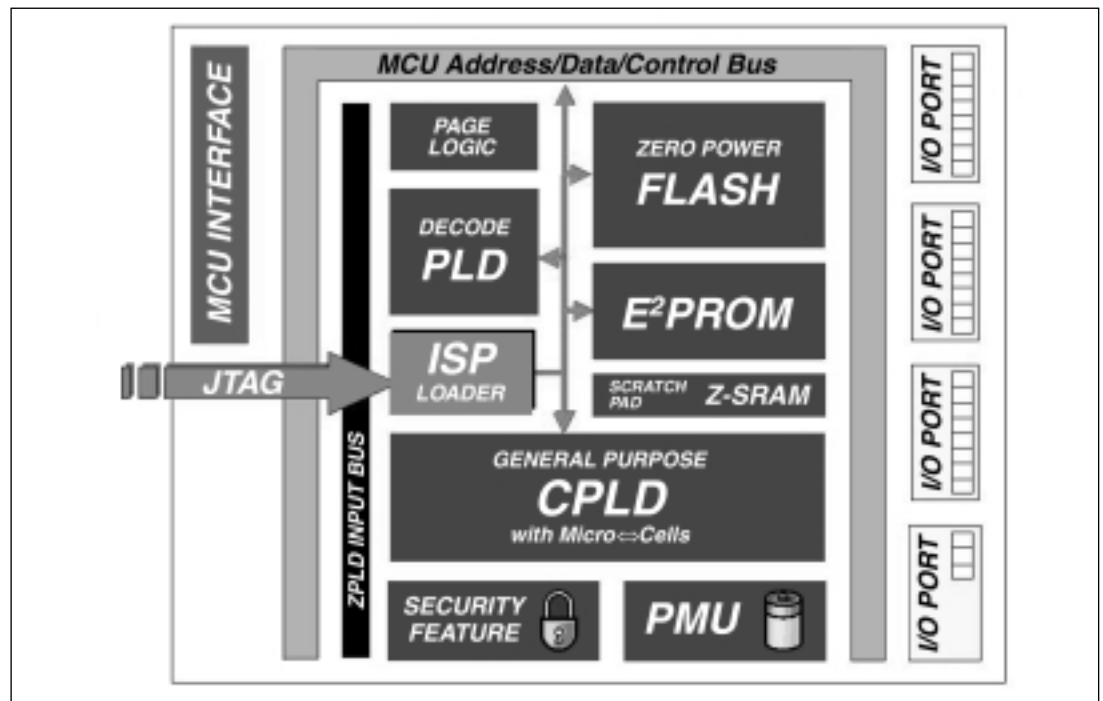 MCU INTERFACE
MCU Address/Data/Control Bus
PAGE
LOGIC
ZERO POWER
FLASH
DECODE
PLD
E²PROM
ISP
LOADER
JTAG
SCRATCH
PAD
Z-SRAM
ZPLD INPUT BUS
GENERAL PURPOSE
CPLD
with Micro⇔Cells
SECURITY
FEATURE
PMU
I/O PORT
I/O PORT
I/O PORT
I/O PORT